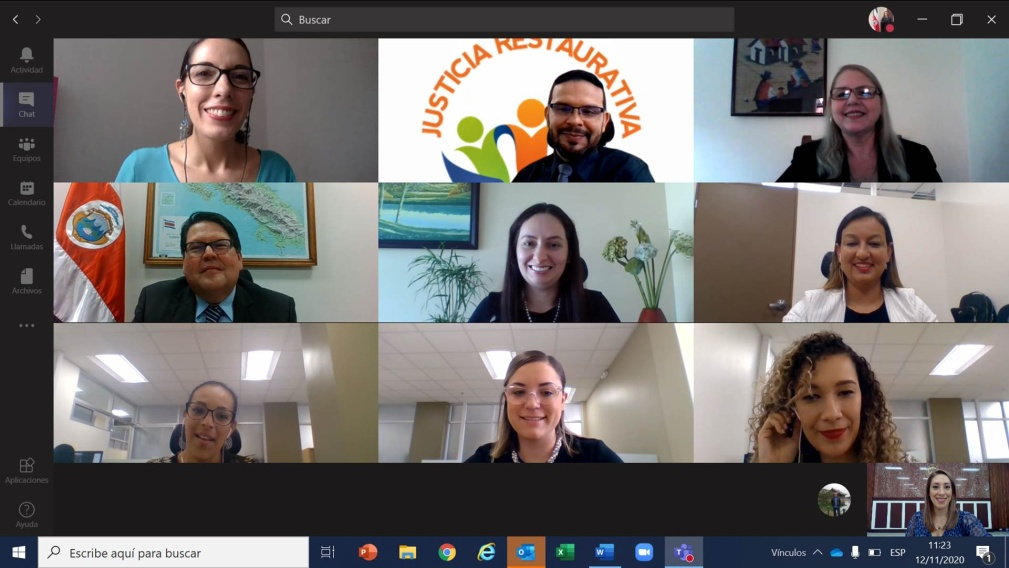 Buscar
Actividad
Chat
Equipos
Calendario
Llamadas
Archivos
Aplicaciones
Ayuda
JUSTICIA RESTAURATIVA
Escribe aquí para buscar
Vínculos
ESP
11:23
12/11/2020
1